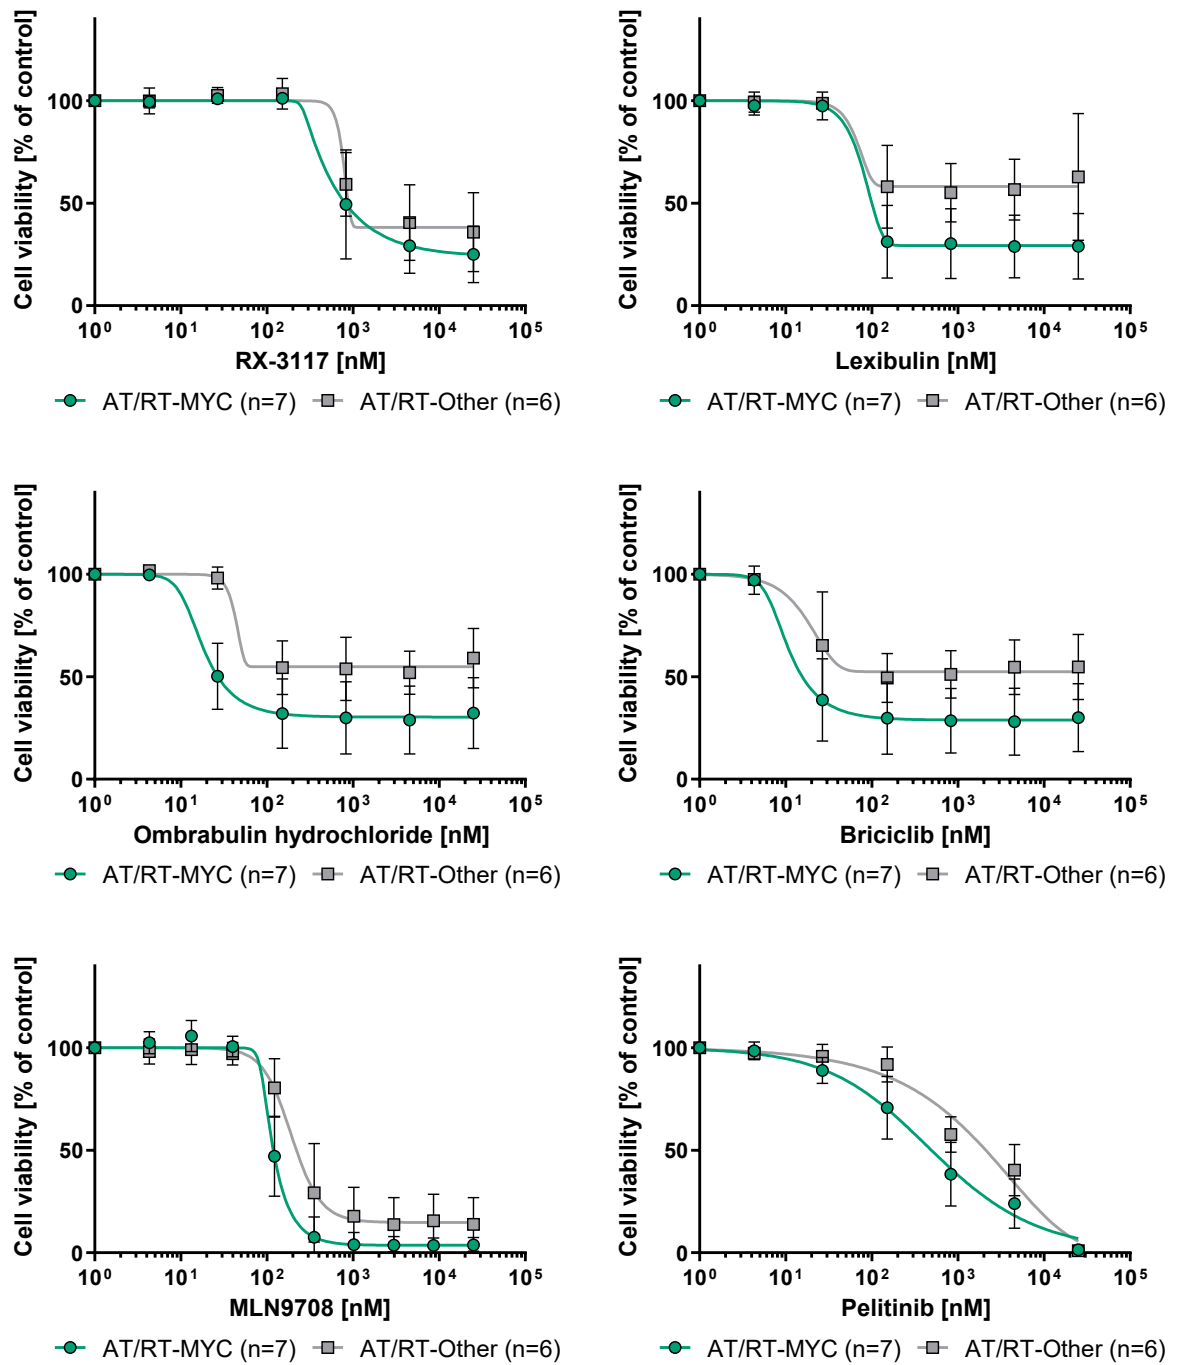 Cell viability [% of control]
100
50
0
10⁰ 10¹ 10² 10³ 10⁴ 10⁵
RX-3117 [nM]
AT/RT-MYC (n=7) AT/RT-Other (n=6)
Cell viability [% of control]
100
50
0
10⁰ 10¹ 10² 10³ 10⁴ 10⁵
Lexibulin [nM]
AT/RT-MYC (n=7) AT/RT-Other (n=6)
Cell viability [% of control]
100
50
0
10⁰ 10¹ 10² 10³ 10⁴ 10⁵
Ombrabulin hydrochloride [nM]
AT/RT-MYC (n=7) AT/RT-Other (n=6)
Cell viability [% of control]
100
50
0
10⁰ 10¹ 10² 10³ 10⁴ 10⁵
Briciclib [nM]
AT/RT-MYC (n=7) AT/RT-Other (n=6)
Cell viability [% of control]
100
50
0
10⁰ 10¹ 10² 10³ 10⁴ 10⁵
MLN9708 [nM]
AT/RT-MYC (n=7) AT/RT-Other (n=6)
Cell viability [% of control]
100
50
0
10⁰ 10¹ 10² 10³ 10⁴ 10⁵
Pelitinib [nM]
AT/RT-MYC (n=7) AT/RT-Other (n=6)